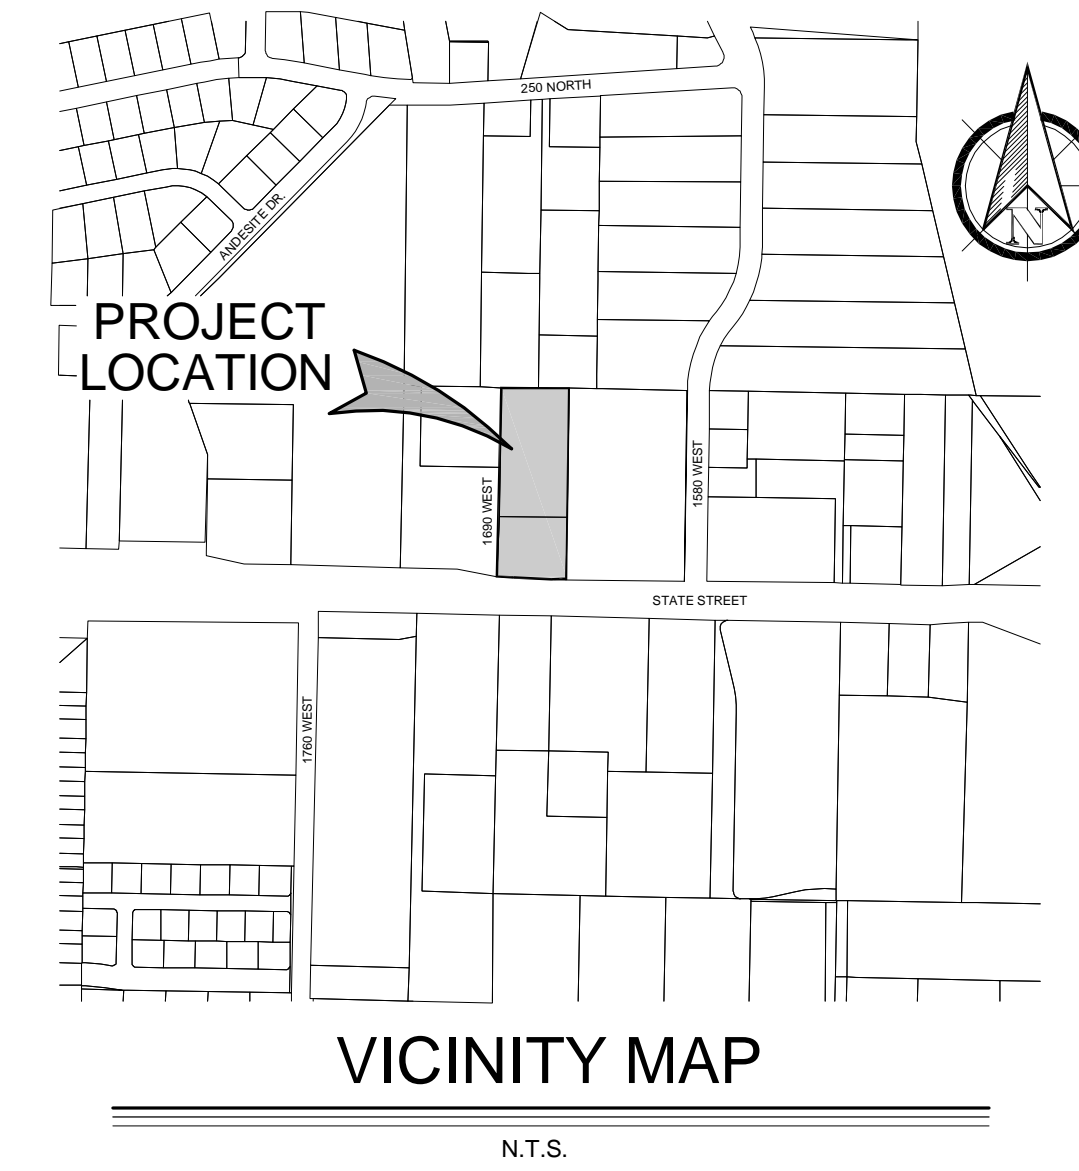 250 NORTH
N
ANDESITE DR.
PROJECT
LOCATION
1690 WEST
1580 WEST
STATE STREET
1760 WEST
VICINITY MAP
N.T.S.